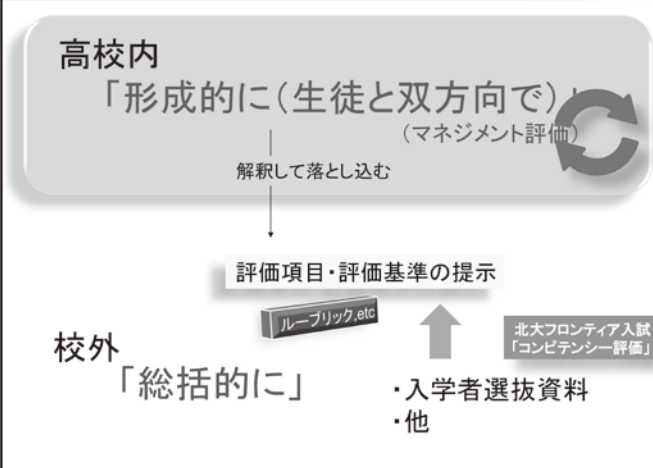 高校内
「形成的に(生徒と双方向で)」
(マネジメント評価)
解釈して落とし込む
評価項目・評価基準の提示
ルーブリック,etc
北大フロンティア入試
「コンピテンシー評価」
校外
「総括的に」
・入学者選抜資料
・他